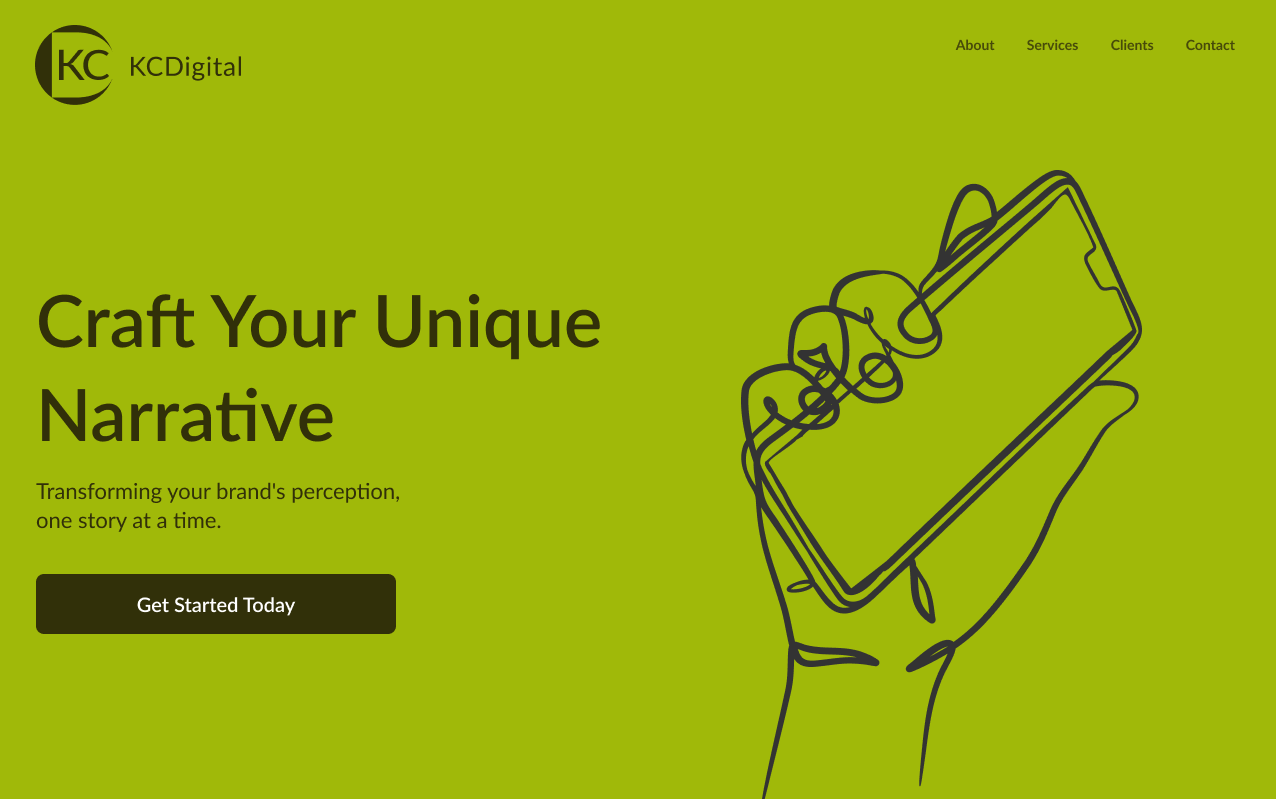 KC KCDigital
About Services Clients Contact
Craft Your Unique
Narrative
Transforming your brand's perception,
one story at a time.
Get Started Today